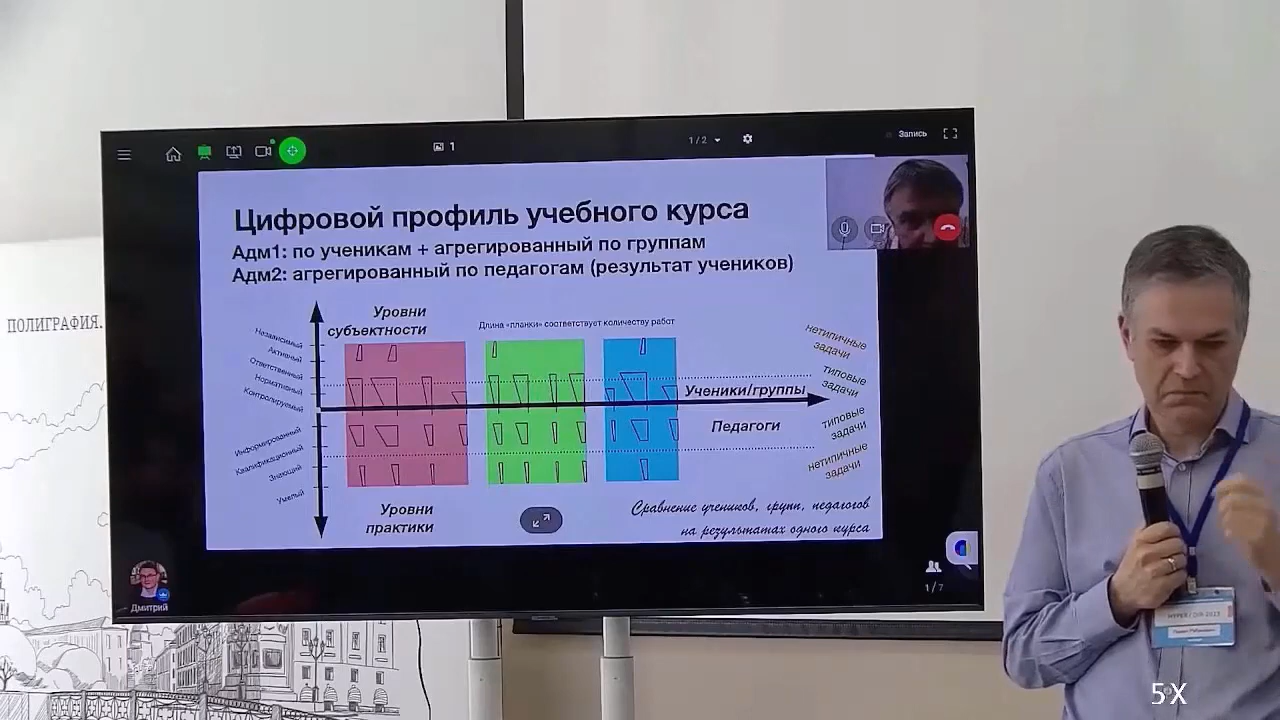 ПОЛИГРАФИЯ.
1
1/2
Запись
Цифровой профиль учебного курса
Адм1: по ученикам + агрегированный по группам
Адм2: агрегированный по педагогам (результат учеников)
Уровни
субъектности
Длина «планки» соответствует количеству работ
Независимый
Активный
Ответственный
Нормативный
Контролируемый
нетипичные
задачи
типовые
задачи
Ученики/группы
Педагоги
типовые
задачи
нетипичные
задачи
Информированный
Квалификационный
Знающий
Умелый
Уровни
практики
Сравнение учеников, групп, педагогов
на результатах одного курса
Дмитрий
1/7
5X